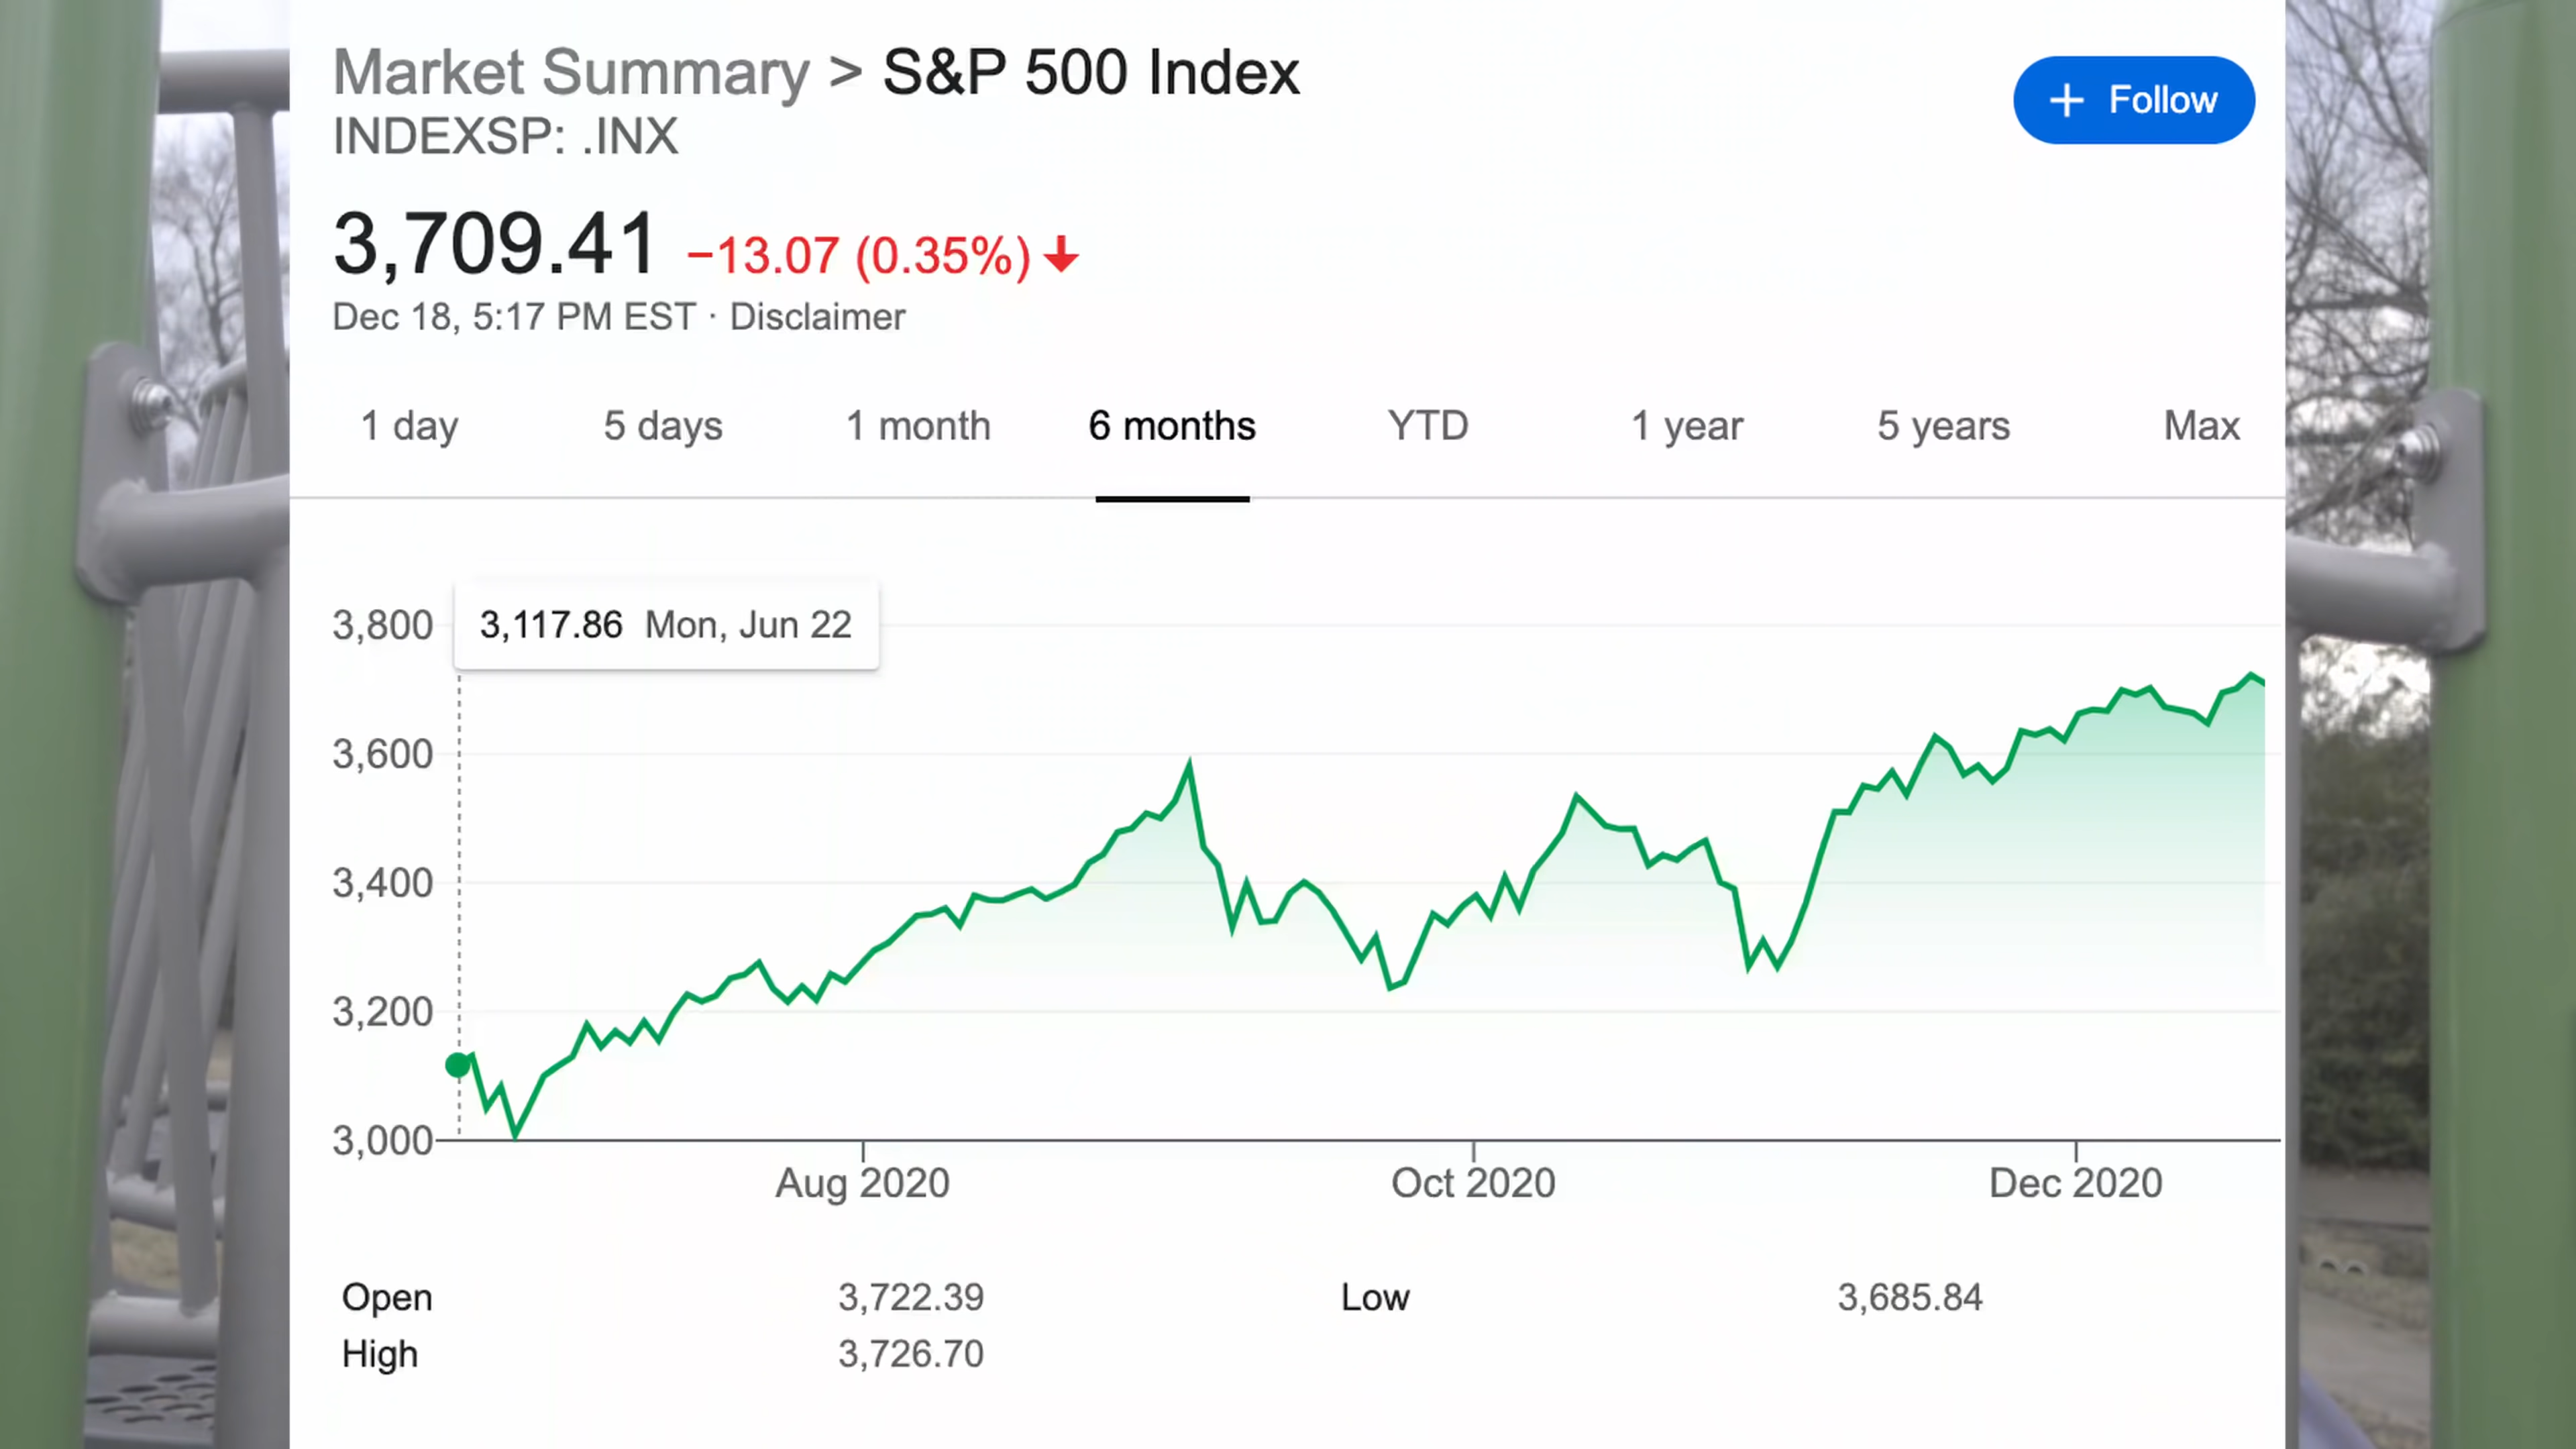 Market Summary > S&P 500 Index
INDEXSP: .INX
+ Follow
3,709.41 −13.07 (0.35%)
Dec 18, 5:17 PM EST · Disclaimer
1 day 5 days 1 month 6 months YTD 1 year 5 years Max
3,117.86 Mon, Jun 22
3,800
3,600
3,400
3,200
3,000
Aug 2020 Oct 2020 Dec 2020
Open 3,722.39 Low 3,685.84
High 3,726.70